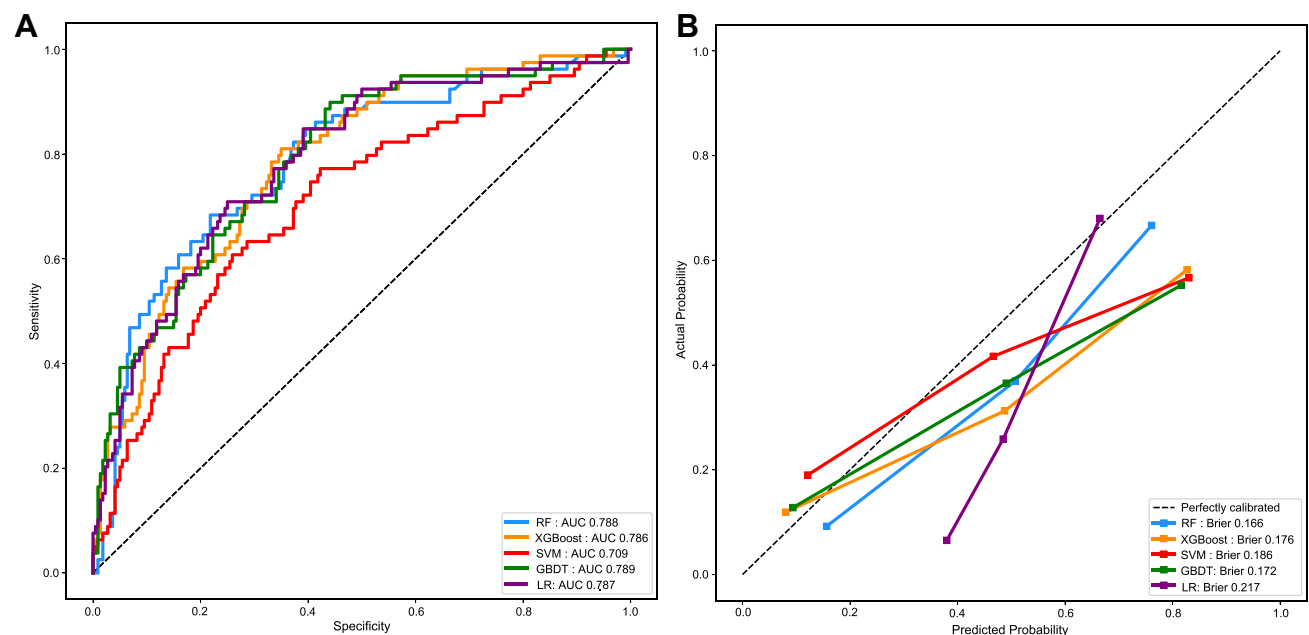 A
1.0
0.8
0.6
0.4
0.2
0.0
Sensitivity
0.0
0.2
0.4
0.6
0.8
1.0
Specificity
RF : AUC 0.788
XGBoost : AUC 0.786
SVM : AUC 0.709
GBDT : AUC 0.789
LR: AUC 0.787
B
1.0
0.8
0.6
0.4
0.2
0.0
Actual Probability
0.0
0.2
0.4
0.6
0.8
1.0
Predicted Probability
Perfectly calibrated
RF : Brier 0.166
XGBoost : Brier 0.176
SVM : Brier 0.186
GBDT: Brier 0.172
LR: Brier 0.217